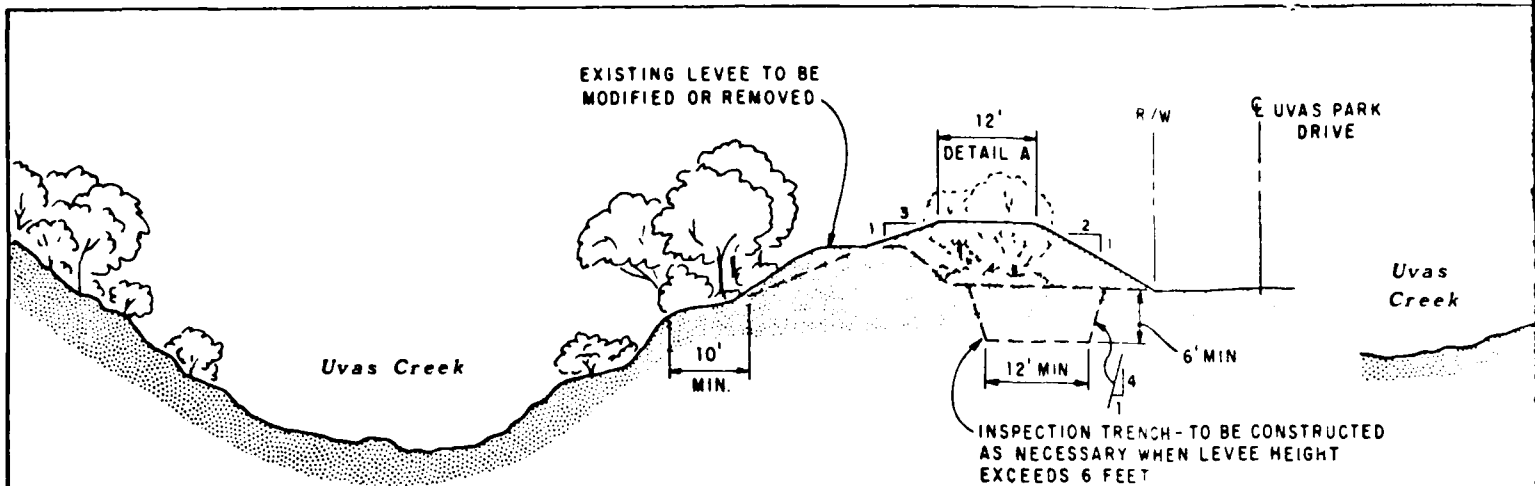 EXISTING LEVEE TO BE
MODIFIED OR REMOVED
12'
DETAIL A
R/W
℄ UVAS PARK
DRIVE
1
3
2
1
Uvas
Creek
Uvas Creek
10'
MIN.
6' MIN
12' MIN
4
1
INSPECTION TRENCH-TO BE CONSTRUCTED
AS NECESSARY WHEN LEVEE HEIGHT
EXCEEDS 6 FEET